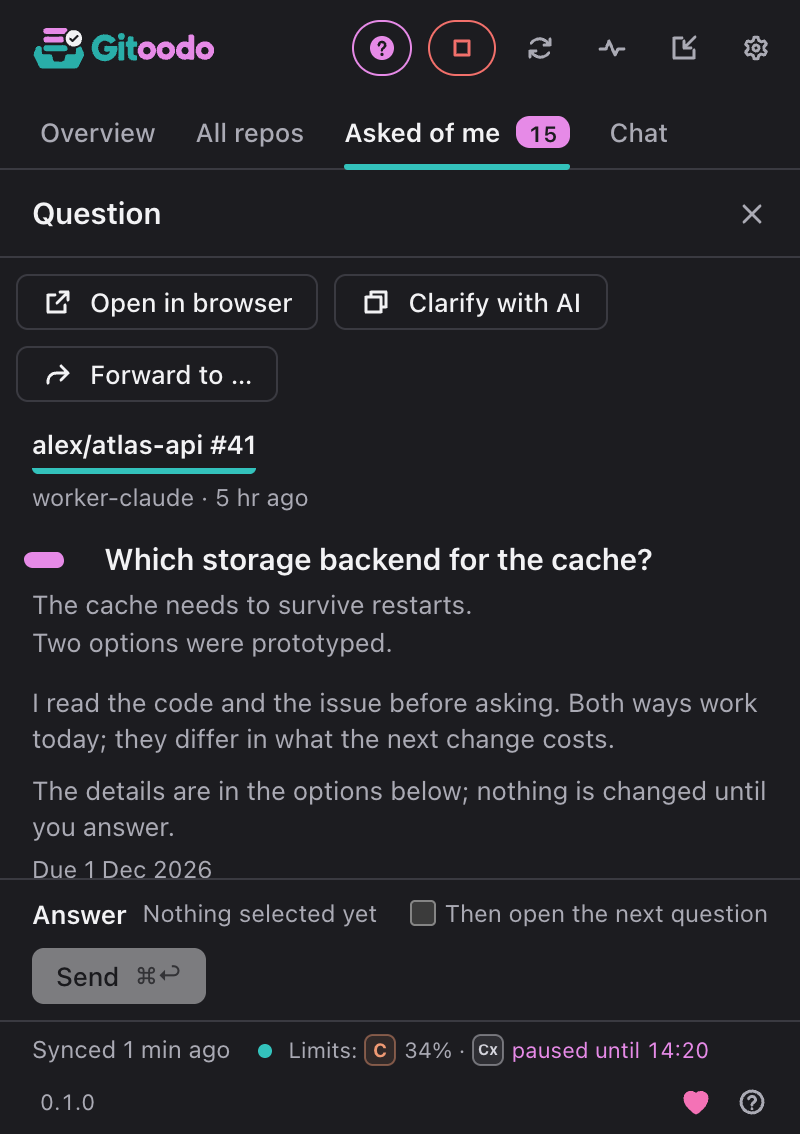 Gitoodo
Overview All repos Asked of me 15 Chat
Question
Open in browser Clarify with AI
Forward to ...
alex/atlas-api #41
worker-claude · 5 hr ago
Which storage backend for the cache?
The cache needs to survive restarts.
Two options were prototyped.
I read the code and the issue before asking. Both ways work
today; they differ in what the next change costs.
The details are in the options below; nothing is changed until
you answer.
Due 1 Dec 2026
Answer Nothing selected yet Then open the next question
Send ⌘↩
Synced 1 min ago Limits: C 34% · Cx paused until 14:20
0.1.0